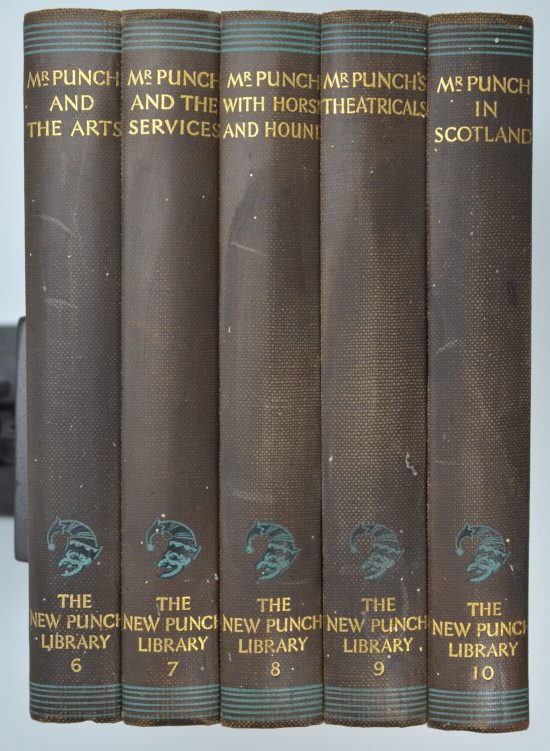 MR PUNCH
AND
THE ARTS
THE
NEW PUNCH
LIBRARY
6
MR PUNCH
AND THE
SERVICES
THE
NEW PUNCH
LIBRARY
7
MR PUNCH
WITH HORSE
AND HOUND
THE
NEW PUNCH
LIBRARY
8
MR PUNCH'S
THEATRICALS
THE
NEW PUNCH
LIBRARY
9
MR PUNCH
IN
SCOTLAND
THE
NEW PUNCH
LIBRARY
10